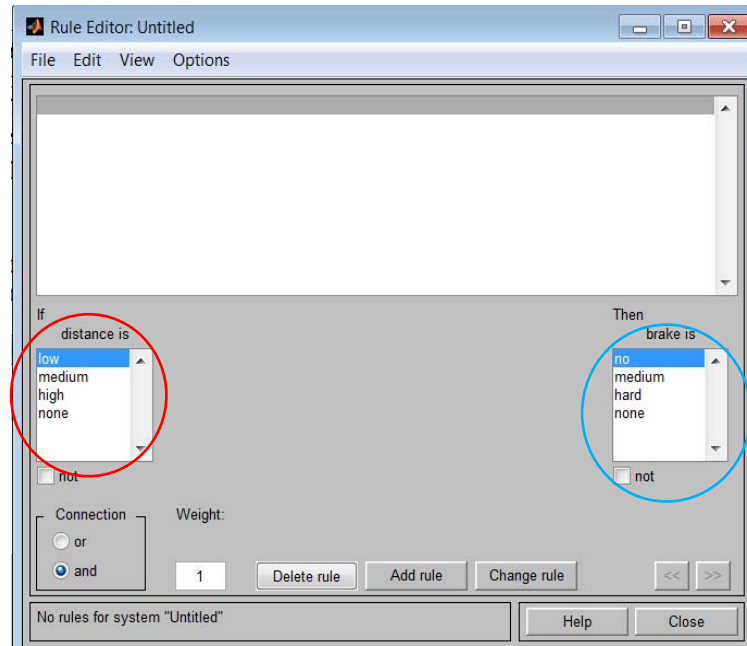 Rule Editor: Untitled
File Edit View Options
If
distance is
low
medium
high
none
not
Then
brake is
no
medium
hard
none
not
Connection
or
and
Weight:
1
Delete rule
Add rule
Change rule
<< >>
No rules for system "Untitled"
Help
Close